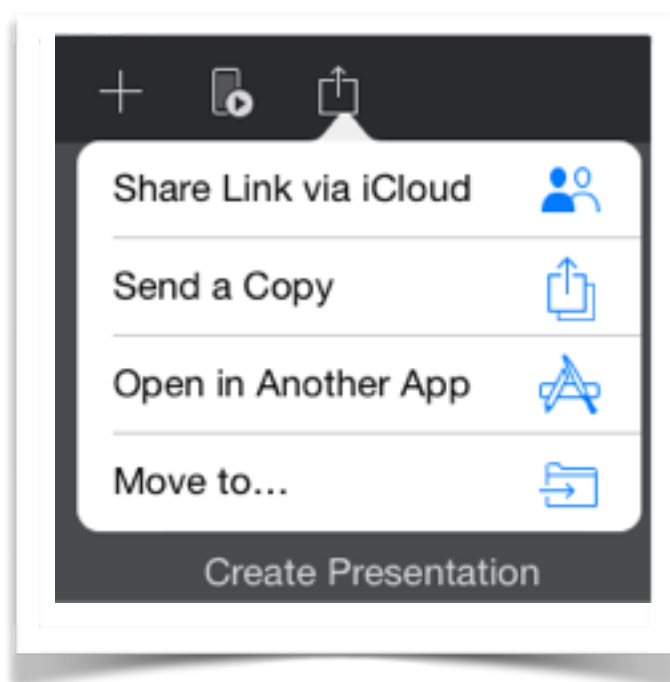 Share Link via iCloud
Send a Copy
Open in Another App
Move to...
Create Presentation